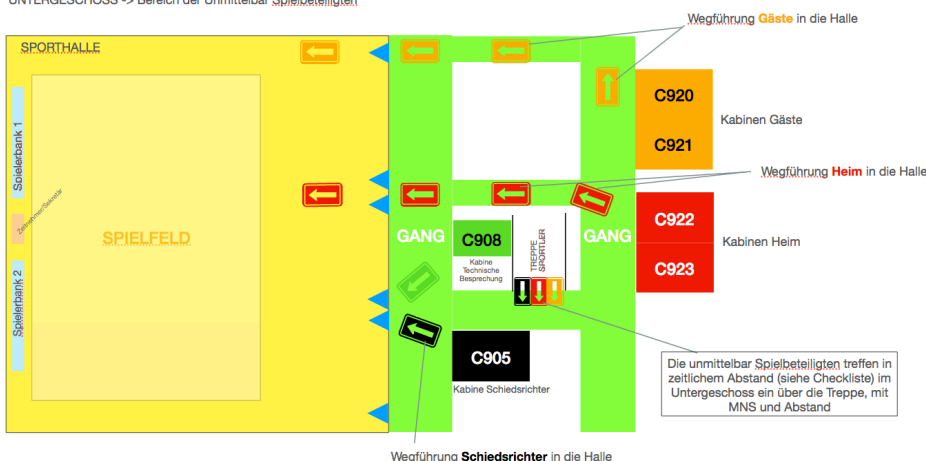 UNTERGESCHOSS -> Bereich der Unmittelbar Spielbeteiligten
Wegführung Gäste in die Halle
SPORTHALLE
C920
Kabinen Gäste
C921
Spielerbank 1
Wegführung Heim in die Halle
Zeitnehmer/Sekretär
SPIELFELD
GANG
C908
TREPPE
SPORTLER
GANG
C922
Kabinen Heim
C923
Kabine
Technische
Besprechung
Spielerbank 2
C905
Kabine Schiedsrichter
Die unmittelbar Spielbeteiligten treffen in
zeitlichem Abstand (siehe Checkliste) im
Untergeschoss ein über die Treppe, mit
MNS und Abstand
Wegführung Schiedsrichter in die Halle